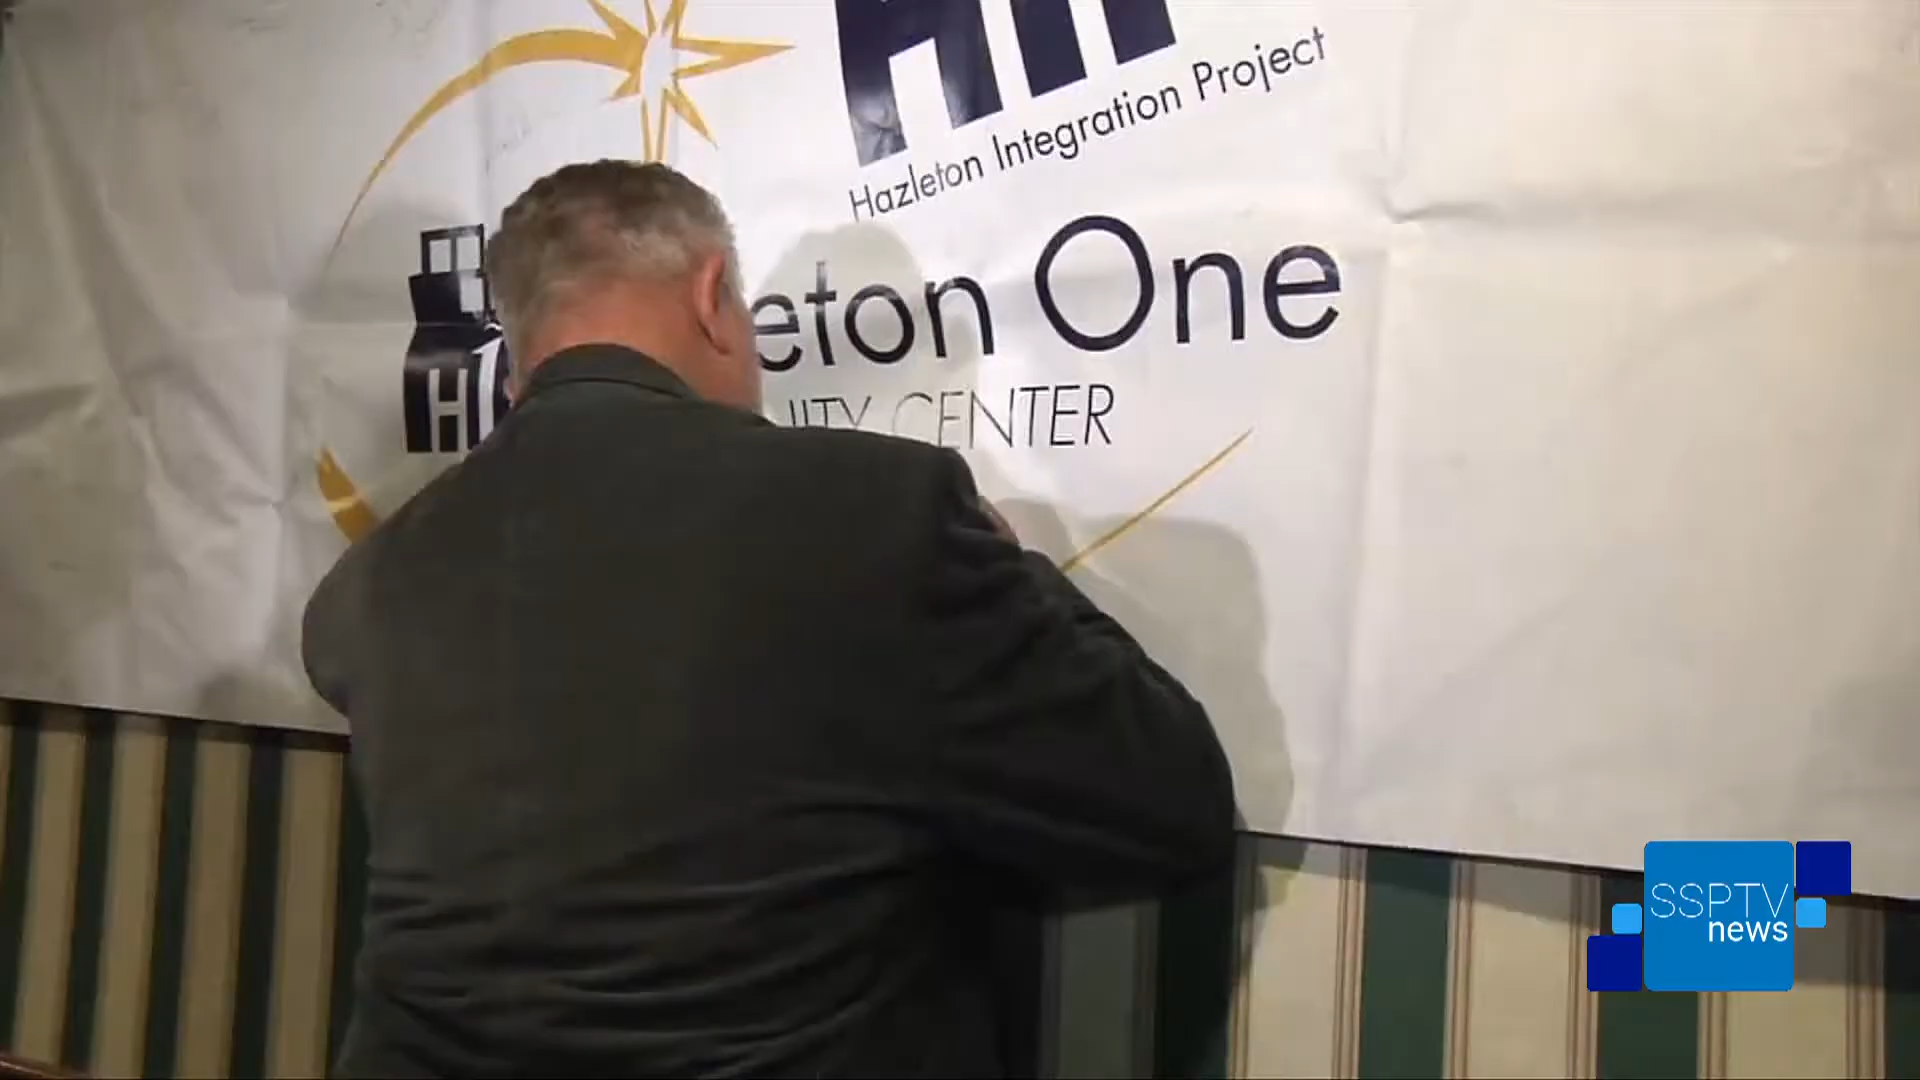 Hazleton Integration Project
eton One
CENTER
H
SSPTV
news